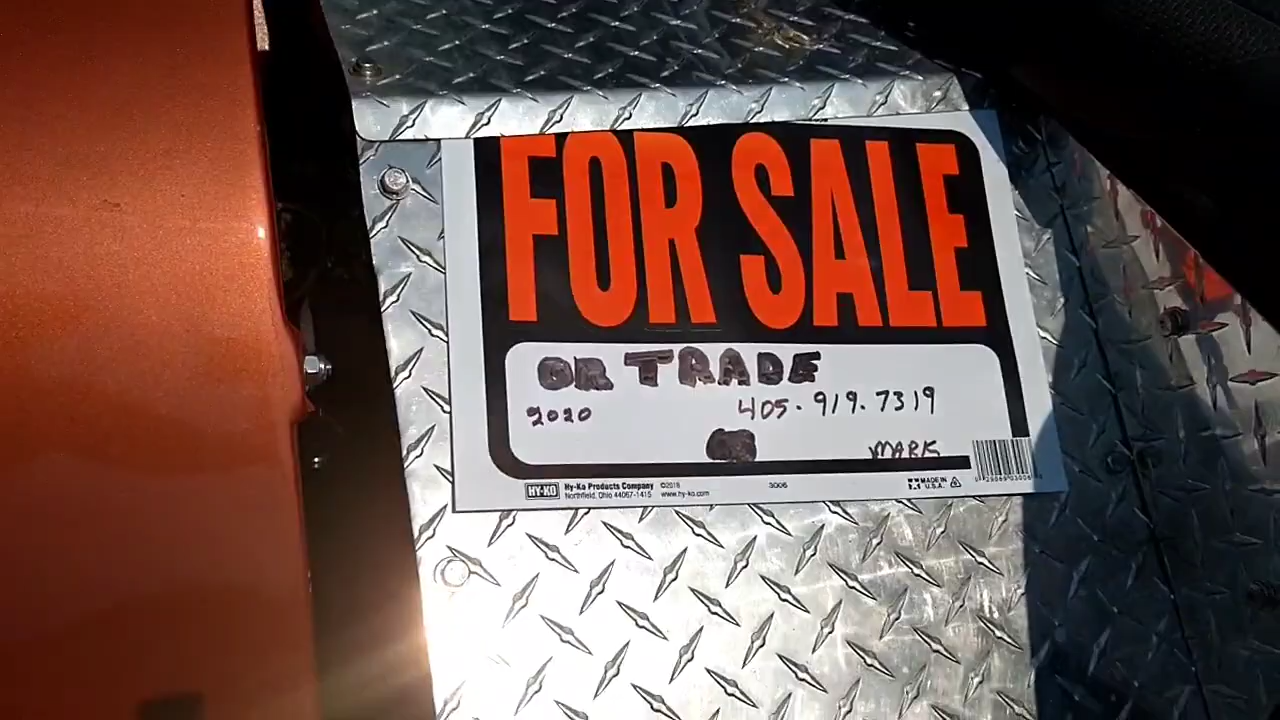 FOR SALE
OR TRADE
2020 405-919-7319
MARK
HY-KO Hy-Ko Products Company ©2018 3006 MADE IN
Northfield, Ohio 44067-1415 www.hy-ko.com U.S.A.